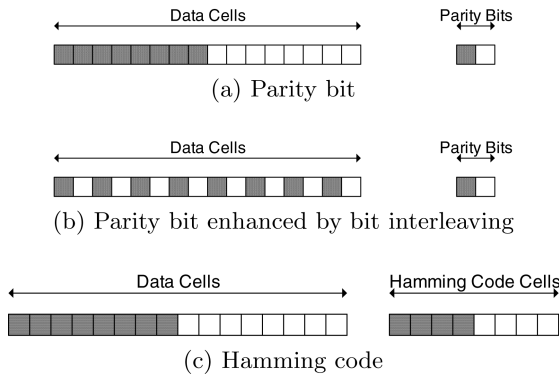 Data Cells Parity Bits
(a) Parity bit
Data Cells Parity Bits
(b) Parity bit enhanced by bit interleaving
Data Cells Hamming Code Cells
(c) Hamming code